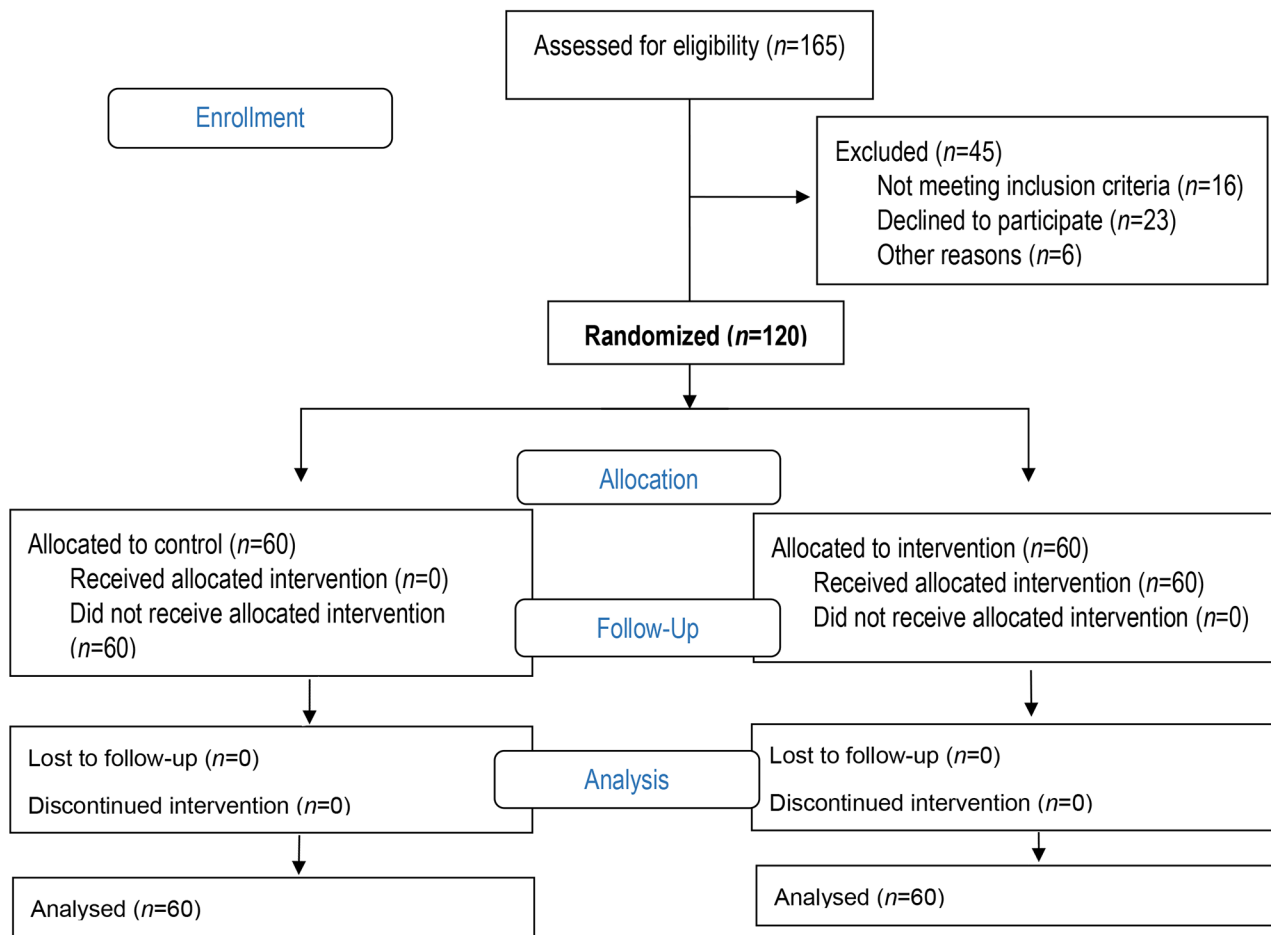 Assessed for eligibility (n=165)
Enrollment
Excluded (n=45)
Not meeting inclusion criteria (n=16)
Declined to participate (n=23)
Other reasons (n=6)
Randomized (n=120)
Allocation
Allocated to control (n=60)
Received allocated intervention (n=0)
Did not receive allocated intervention
(n=60)
Allocated to intervention (n=60)
Received allocated intervention (n=60)
Did not receive allocated intervention (n=0)
Follow-Up
Lost to follow-up (n=0)
Discontinued intervention (n=0)
Lost to follow-up (n=0)
Discontinued intervention (n=0)
Analysis
Analysed (n=60)
Analysed (n=60)